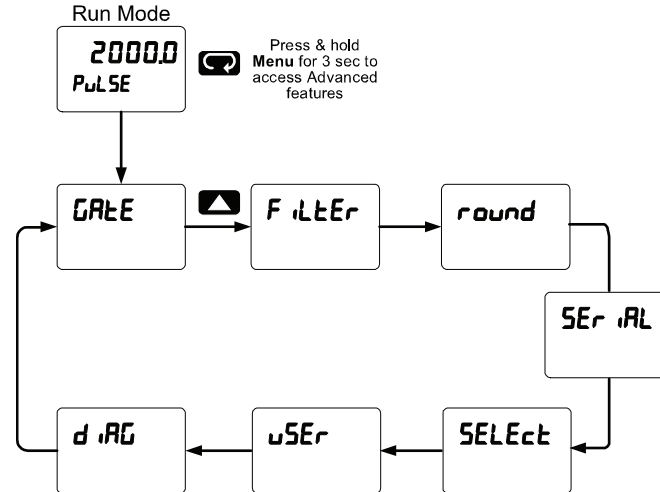 Run Mode
2000.0
PuLSE
Press & hold
Menu for 3 sec to
access Advanced
features
GAtE
FiLtEr
round
SEriAL
SELEct
uSEr
diAG